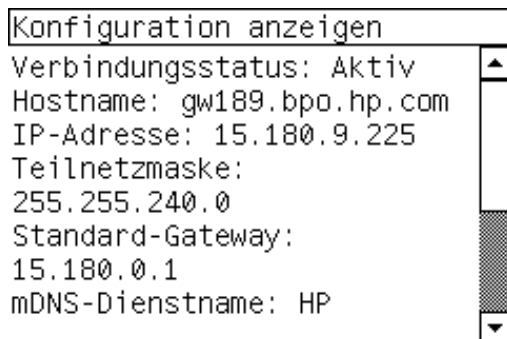 Konfiguration anzeigen
Verbindungsstatus: Aktiv
Hostname: gw189.bpo.hp.com
IP-Adresse: 15.180.9.225
Teilnetzmaske:
255.255.240.0
Standard-Gateway:
15.180.0.1
mDNS-Dienstname: HP